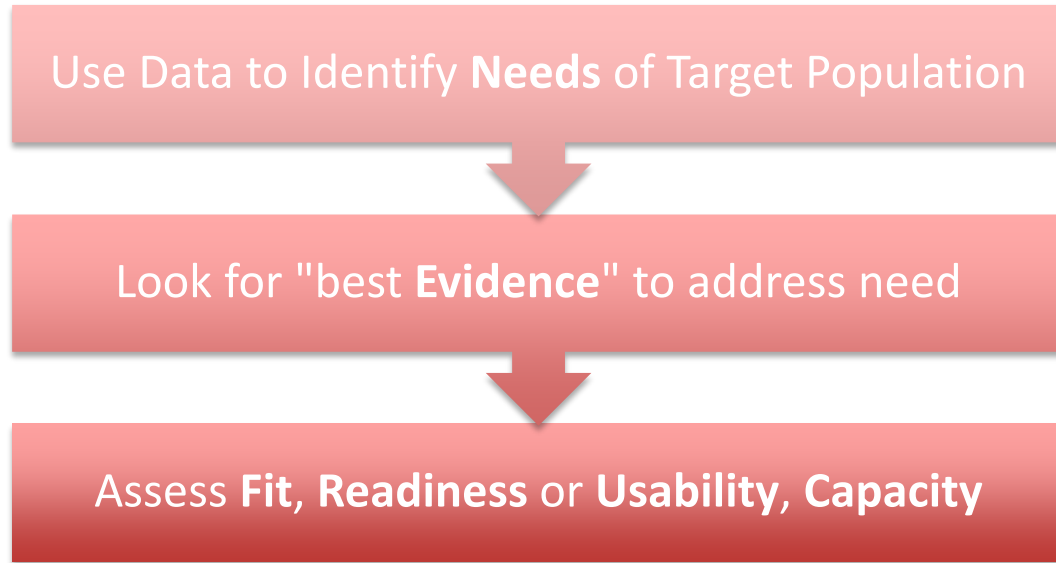 Use Data to Identify Needs of Target Population
Look for "best Evidence" to address need
Assess Fit, Readiness or Usability, Capacity